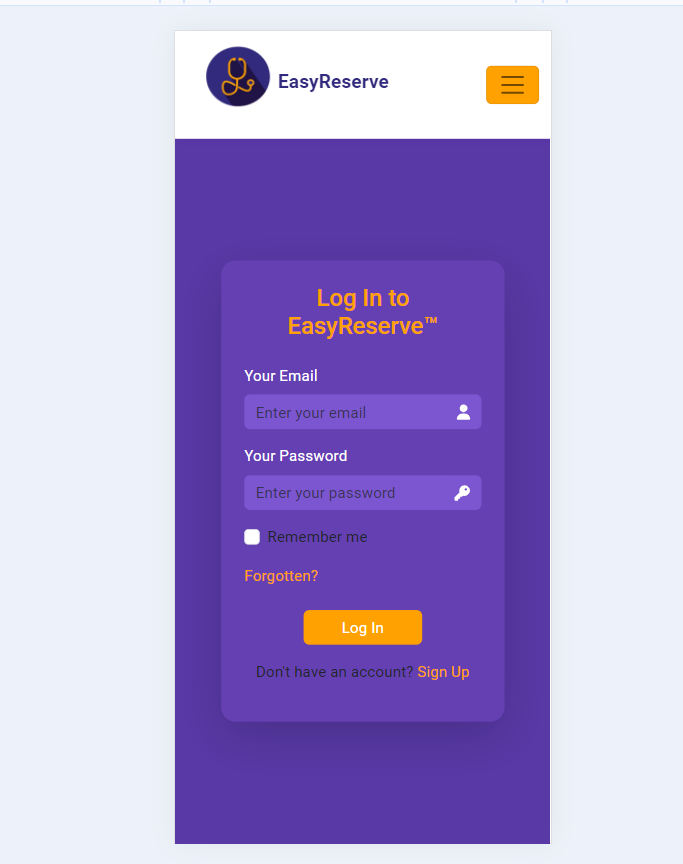 EasyReserve
Log In to
EasyReserve™
Your Email
Enter your email
Your Password
Enter your password
Remember me
Forgotten?
Log In
Don't have an account? Sign Up